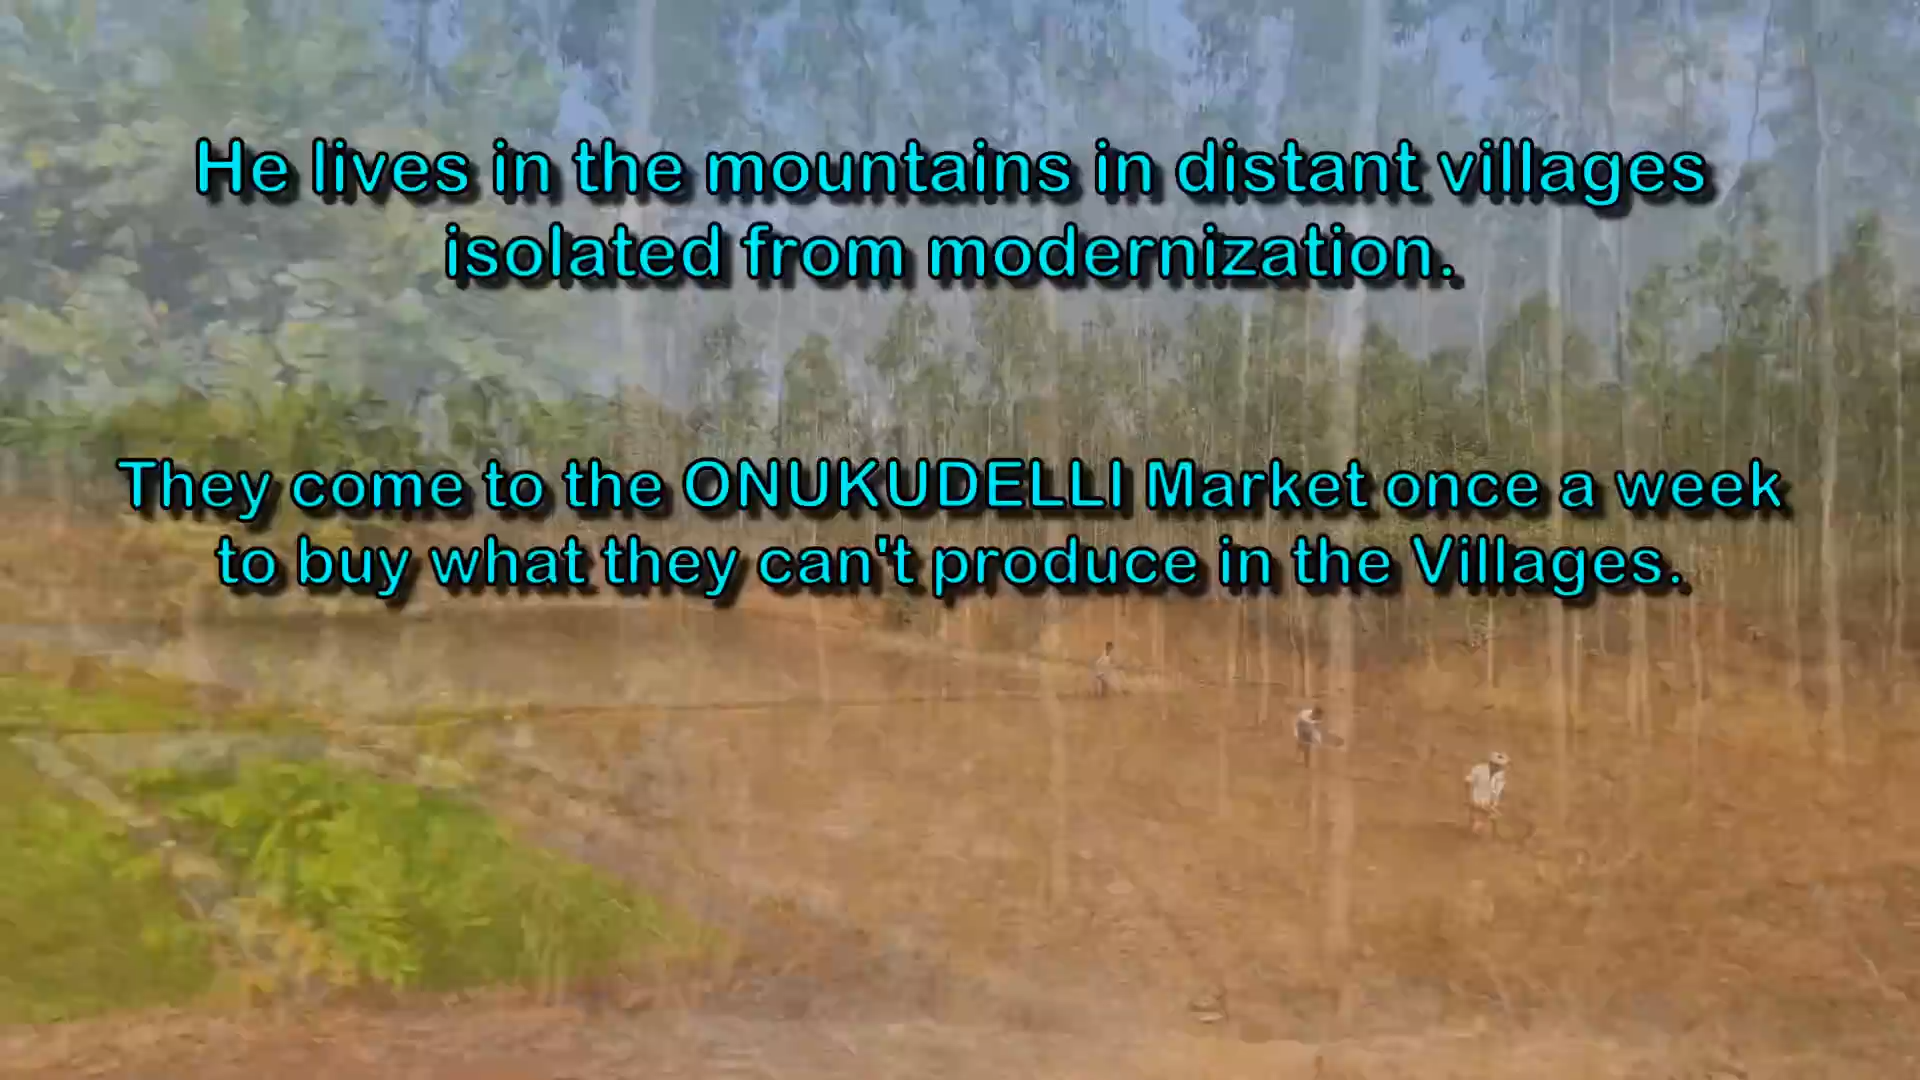 He lives in the mountains in distant villages
isolated from modernization.
They come to the ONUKUDELLI Market once a week
to buy what they can't produce in the Villages.